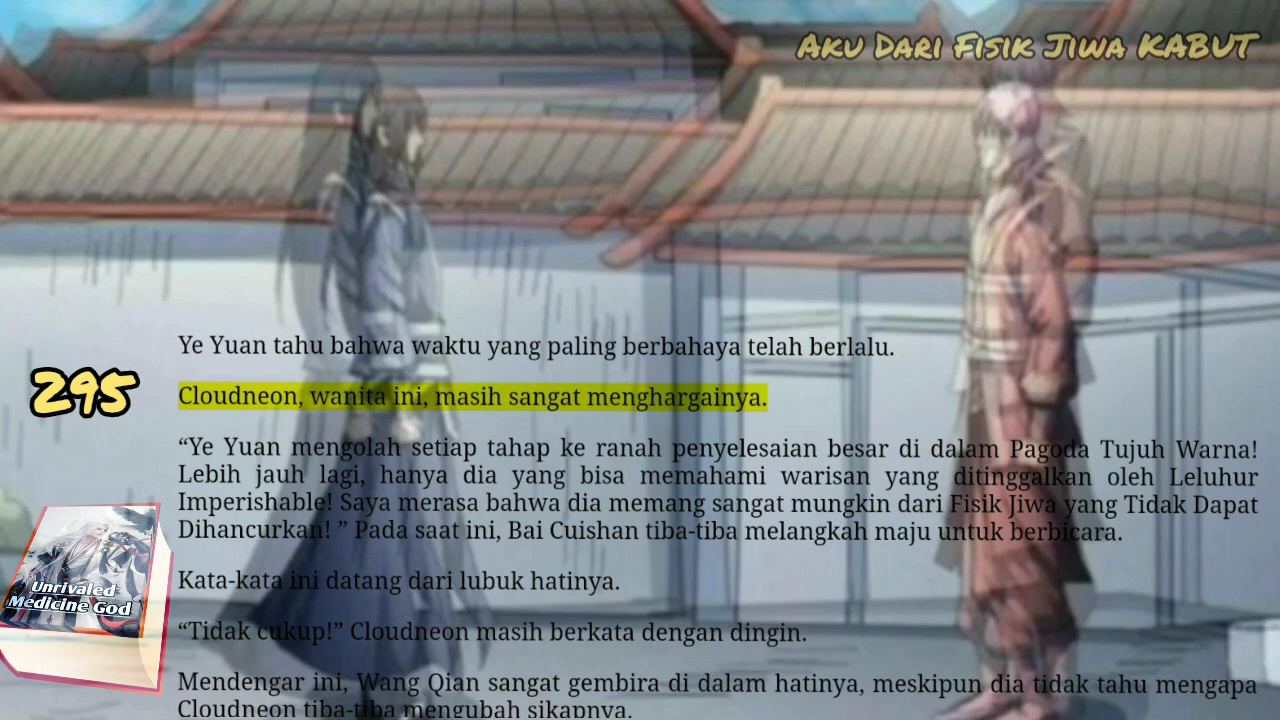 Aku Dari Fisik Jiwa KABUT
Ye Yuan tahu bahwa waktu yang paling berbahaya telah berlalu.
295
Cloudneon, wanita ini, masih sangat menghargainya.
“Ye Yuan mengolah setiap tahap ke ranah penyelesaian besar di dalam Pagoda Tujuh Warna!
Lebih jauh lagi, hanya dia yang bisa memahami warisan yang ditinggalkan oleh Leluhur
Imperishable! Saya merasa bahwa dia memang sangat mungkin dari Fisik Jiwa yang Tidak Dapat
Dihancurkan! ” Pada saat ini, Bai Cuishan tiba-tiba melangkah maju untuk berbicara.
Kata-kata ini datang dari lubuk hatinya.
Unrivaled
Medicine God
“Tidak cukup!” Cloudneon masih berkata dengan dingin.
Mendengar ini, Wang Qian sangat gembira di dalam hatinya, meskipun dia tidak tahu mengapa
Cloudneon tiba-tiba mengubah sikapnya.